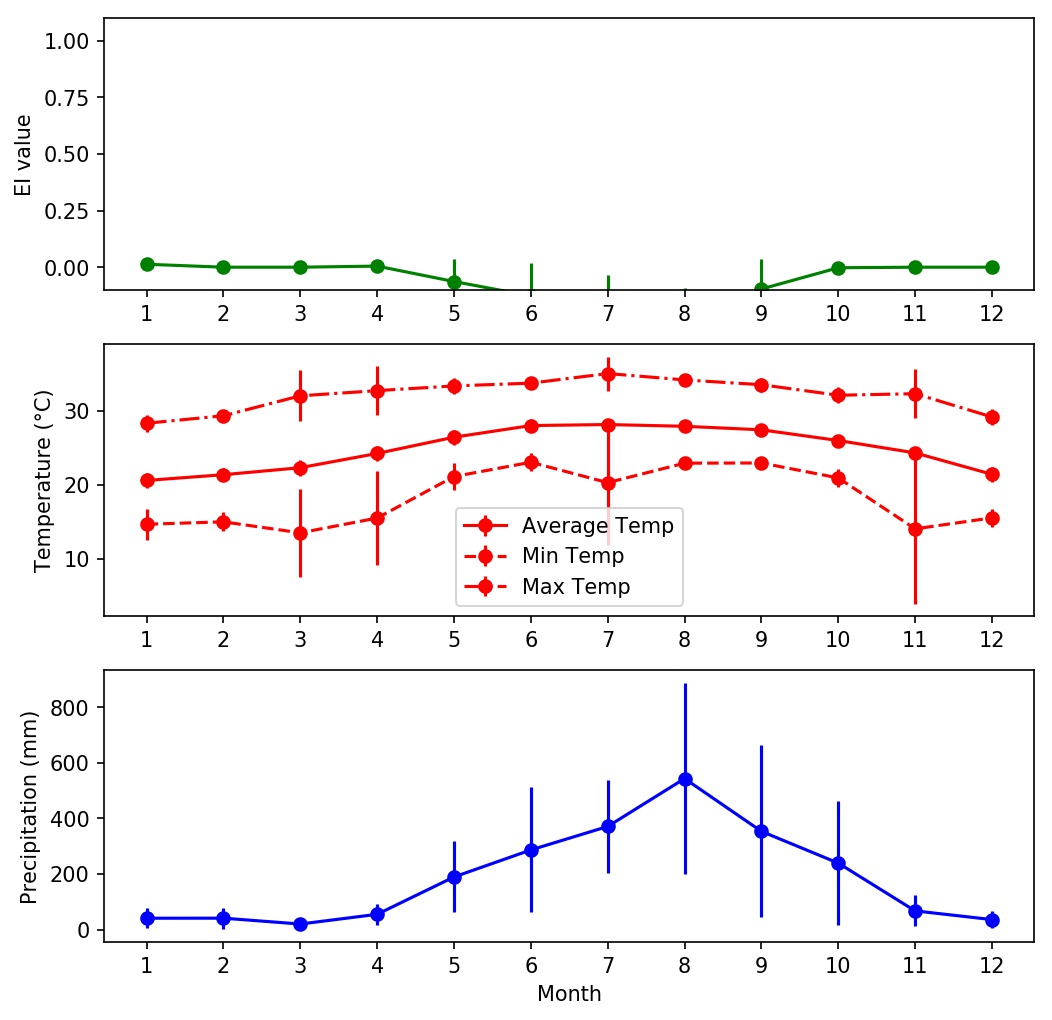 EI value
1.00
0.75
0.50
0.25
0.00
1 2 3 4 5 6 7 8 9 10 11 12
Temperature (°C)
30
20
10
Average Temp
Min Temp
Max Temp
1 2 3 4 5 6 7 8 9 10 11 12
Precipitation (mm)
800
600
400
200
0
1 2 3 4 5 6 7 8 9 10 11 12
Month